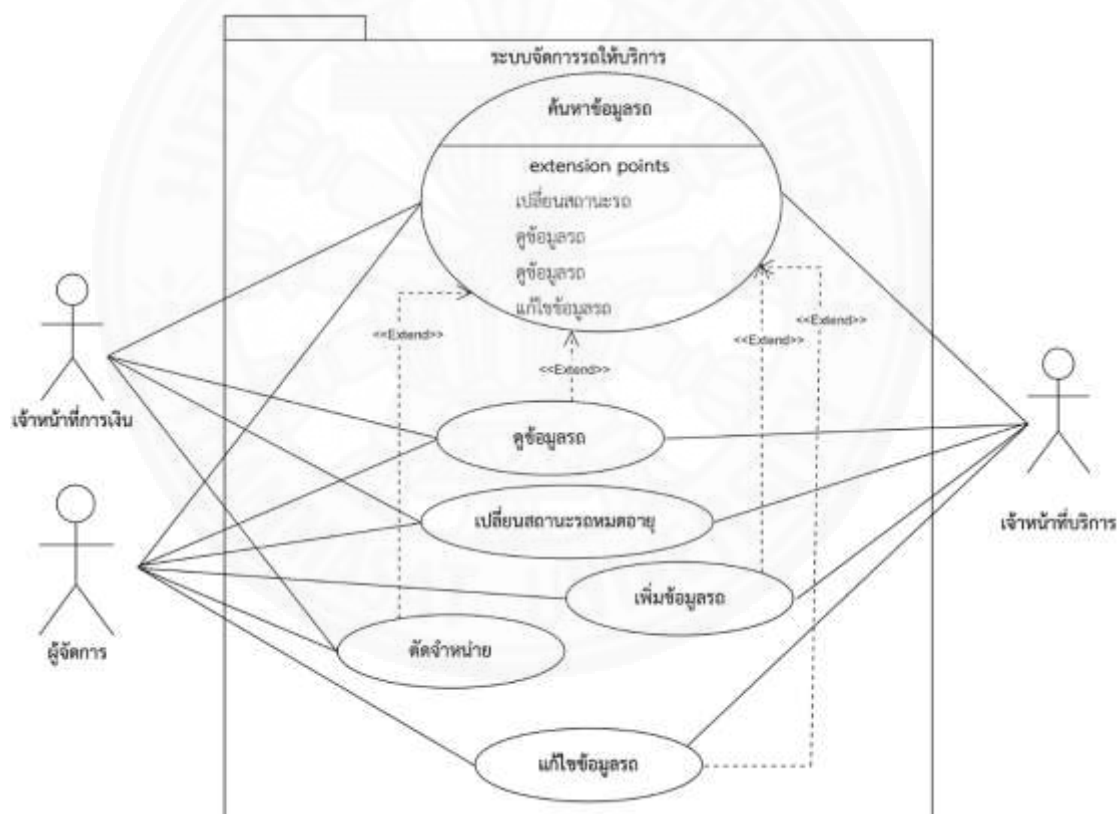 ระบบจัดการรถให้บริการ
ค้นหาข้อมูลรถ
extension points
เปลี่ยนสถานะรถ
ดูข้อมูลรถ
ดูข้อมูลรถ
แก้ไขข้อมูลรถ
<<Extend>>
<<Extend>>
<<Extend>>
<<Extend>>
เจ้าหน้าที่การเงิน
ดูข้อมูลรถ
เปลี่ยนสถานะรถหมดอายุ
เจ้าหน้าที่บริการ
เพิ่มข้อมูลรถ
ผู้จัดการ
ตัดจำหน่าย
แก้ไขข้อมูลรถ